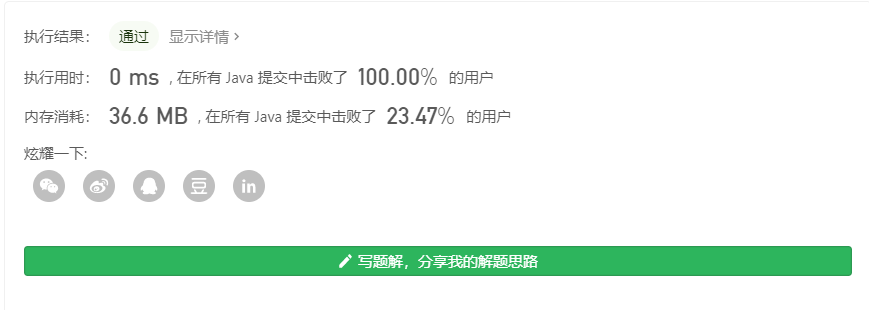 执行结果： 通过 显示详情 ›
执行用时： 0 ms , 在所有 Java 提交中击败了 100.00% 的用户
内存消耗： 36.6 MB , 在所有 Java 提交中击败了 23.47% 的用户
炫耀一下:
豆 in
写题解，分享我的解题思路